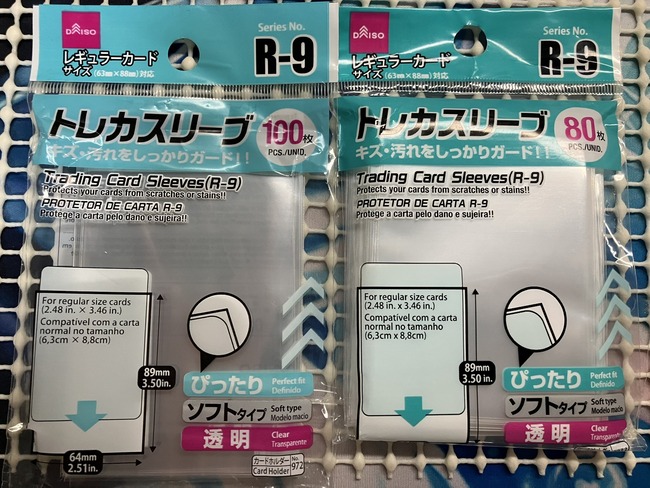 DAISO
Series No.
R-9
レギュラーカード
サイズ (63mm×88mm)対応
トレカスリーブ
100枚
PCS./UNID.
キズ・汚れをしっかりガード!!
Trading Card Sleeves(R-9)
Protects your cards from scratches or stains!!
PROTETOR DE CARTA R-9
Protege a carta pelo dano e sujeira!!
For regular size cards
(2.48 in. × 3.46 in.)
Compatível com a carta
normal no tamanho
(6,3cm × 8,8cm)
89mm
3.50in.
64mm
2.51in.
ぴったり
Perfect fit
Definido
ソフトタイプ
Soft type
Modelo macio
透明
Clear
Transparente
カードホルダー
Card Holder
No.
972
DAISO
Series No.
R-9
レギュラーカード
サイズ (63mm×88mm)対応
トレカスリーブ
80枚
PCS./UNID.
キズ・汚れをしっかりガード!!
Trading Card Sleeves(R-9)
Protects your cards from scratches or stains!!
PROTETOR DE CARTA R-9
Protege a carta pelo dano e sujeira!!
For regular size cards
(2.48 in. x 3.46 in.)
Compatível com a carta
normal no tamanho
(6,3cm x 8,8cm)
89mm
3.50 in.
ぴったり
Perfect fit
Definido
ソフトタイプ
Soft type
Modelo macio
透明
Clear
Transparente